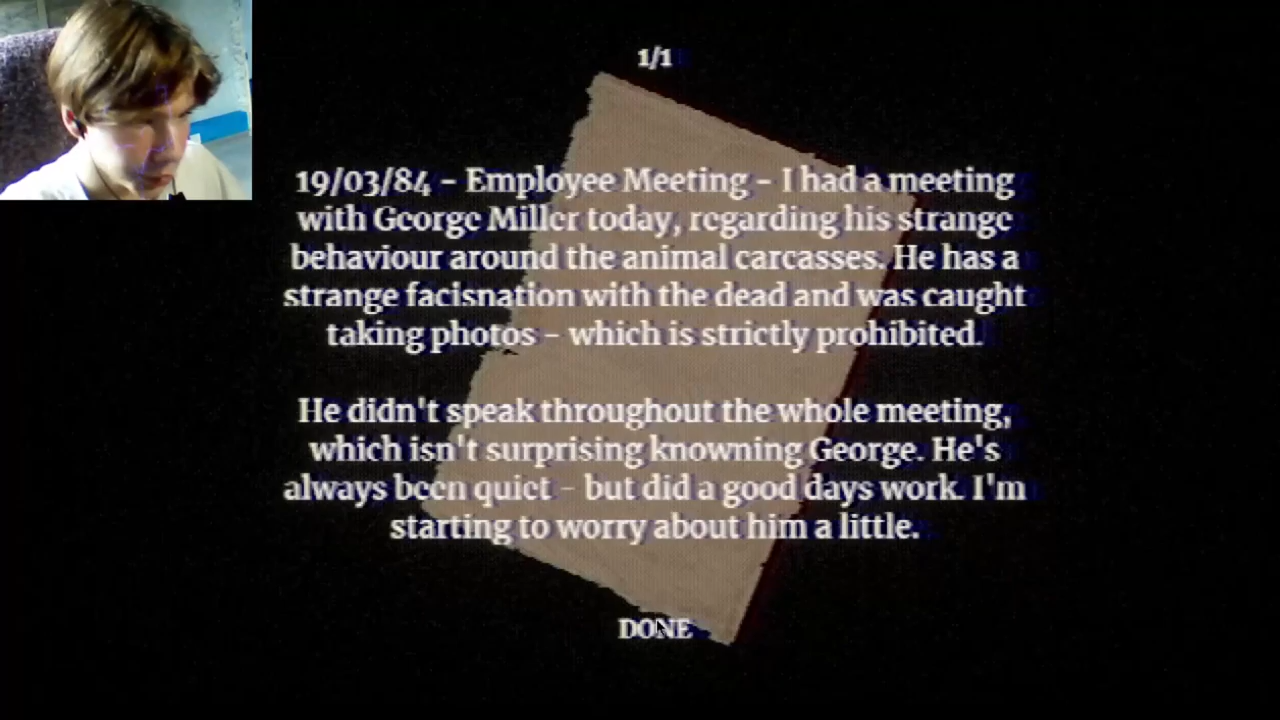 1/1
19/03/84 - Employee Meeting - I had a meeting
with George Miller today, regarding his strange
behaviour around the animal carcasses. He has a
strange facisnation with the dead and was caught
taking photos - which is strictly prohibited.
He didn't speak throughout the whole meeting,
which isn't surprising knowning George. He's
always been quiet - but did a good days work. I'm
starting to worry about him a little.
DONE